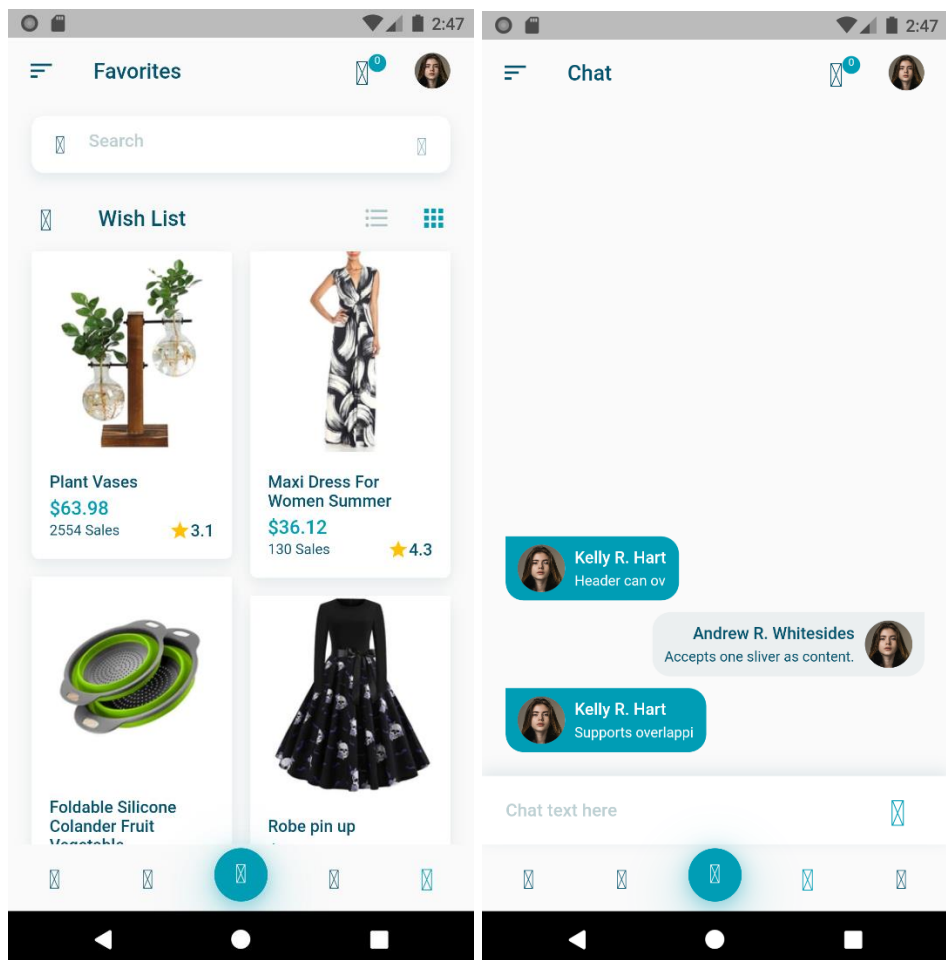 2:47
Favorites
0
Search
Wish List
Plant Vases
$63.98
2554 Sales
3.1
Maxi Dress For
Women Summer
$36.12
130 Sales
4.3
Foldable Silicone
Colander Fruit
Vegetable
Robe pin up
2:47
Chat
0
Kelly R. Hart
Header can ov
Andrew R. Whitesides
Accepts one sliver as content.
Kelly R. Hart
Supports overlappi
Chat text here